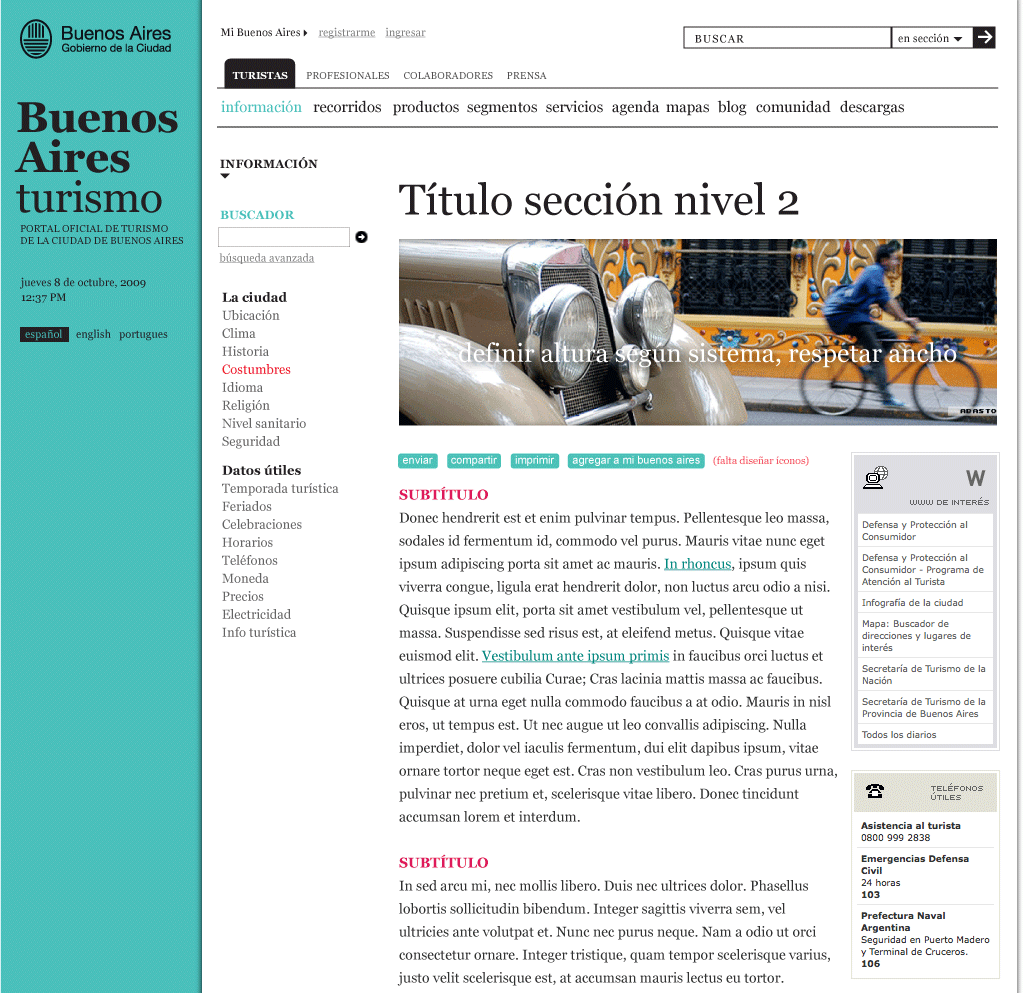 Buenos Aires
Gobierno de la Ciudad
Buenos
Aires
turismo
PORTAL OFICIAL DE TURISMO
DE LA CIUDAD DE BUENOS AIRES
jueves 8 de octubre, 2009
12:37 PM
español english portugues
Mi Buenos Aires registrarme ingresar
BUSCAR en sección
TURISTAS PROFESIONALES COLABORADORES PRENSA
información recorridos productos segmentos servicios agenda mapas blog comunidad descargas
INFORMACIÓN
BUSCADOR
búsqueda avanzada
La ciudad
Ubicación
Clima
Historia
Costumbres
Idioma
Religión
Nivel sanitario
Seguridad
Datos útiles
Temporada turística
Feriados
Celebraciones
Horarios
Teléfonos
Moneda
Precios
Electricidad
Info turística
Título sección nivel 2
definir altura segun sistema, respetar ancho
ABASTO
enviar compartir imprimir agregar a mi buenos aires (falta diseñar íconos)
SUBTÍTULO
Donec hendrerit est et enim pulvinar tempus. Pellentesque leo massa,
sodales id fermentum id, commodo vel purus. Mauris vitae nunc eget
ipsum adipiscing porta sit amet ac mauris. In rhoncus, ipsum quis
viverra congue, ligula erat hendrerit dolor, non luctus arcu odio a nisi.
Quisque ipsum elit, porta sit amet vestibulum vel, pellentesque ut
massa. Suspendisse sed risus est, at eleifend metus. Quisque vitae
euismod elit. Vestibulum ante ipsum primis in faucibus orci luctus et
ultrices posuere cubilia Curae; Cras lacinia mattis massa ac faucibus.
Quisque at urna eget nulla commodo faucibus a at odio. Mauris in nisl
eros, ut tempus est. Ut nec augue ut leo convallis adipiscing. Nulla
imperdiet, dolor vel iaculis fermentum, dui elit dapibus ipsum, vitae
ornare tortor neque eget est. Cras non vestibulum leo. Cras purus urna,
pulvinar nec pretium et, scelerisque vitae libero. Donec tincidunt
accumsan lorem et interdum.
SUBTÍTULO
In sed arcu mi, nec mollis libero. Duis nec ultrices dolor. Phasellus
lobortis sollicitudin bibendum. Integer sagittis viverra sem, vel
ultricies ante volutpat et. Nunc nec purus neque. Nam a odio ut orci
consectetur ornare. Integer tristique, quam tempor scelerisque varius,
justo velit scelerisque est, at accumsan mauris lectus eu tortor.
W
WWW DE INTERÉS
Defensa y Protección al
Consumidor
Defensa y Protección al
Consumidor - Programa de
Atención al Turista
Infografía de la ciudad
Mapa: Buscador de
direcciones y lugares de
interés
Secretaría de Turismo de la
Nación
Secretaría de Turismo de la
Provincia de Buenos Aires
Todos los diarios
TELÉFONOS
ÚTILES
Asistencia al turista
0800 999 2838
Emergencias Defensa
Civil
24 horas
103
Prefectura Naval
Argentina
Seguridad en Puerto Madero
y Terminal de Cruceros.
106